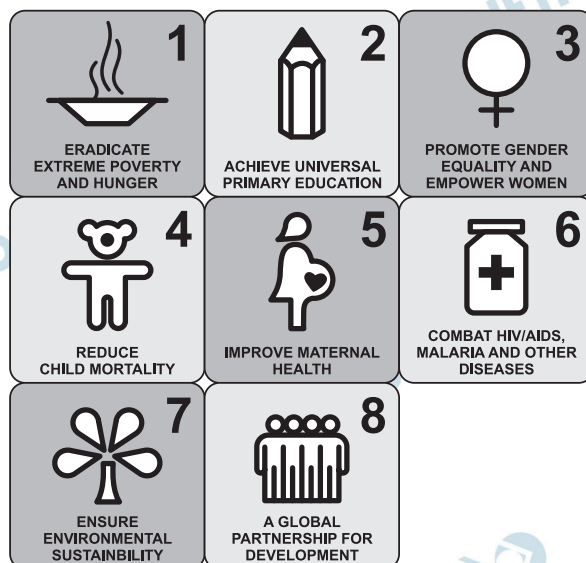 1
ERADICATE
EXTREME POVERTY
AND HUNGER
2
ACHIEVE UNIVERSAL
PRIMARY EDUCATION
3
PROMOTE GENDER
EQUALITY AND
EMPOWER WOMEN
4
REDUCE
CHILD MORTALITY
5
IMPROVE MATERNAL
HEALTH
6
COMBAT HIV/AIDS,
MALARIA AND OTHER
DISEASES
7
ENSURE
ENVIRONMENTAL
SUSTAINBILITY
8
A GLOBAL
PARTNERSHIP FOR
DEVELOPMENT